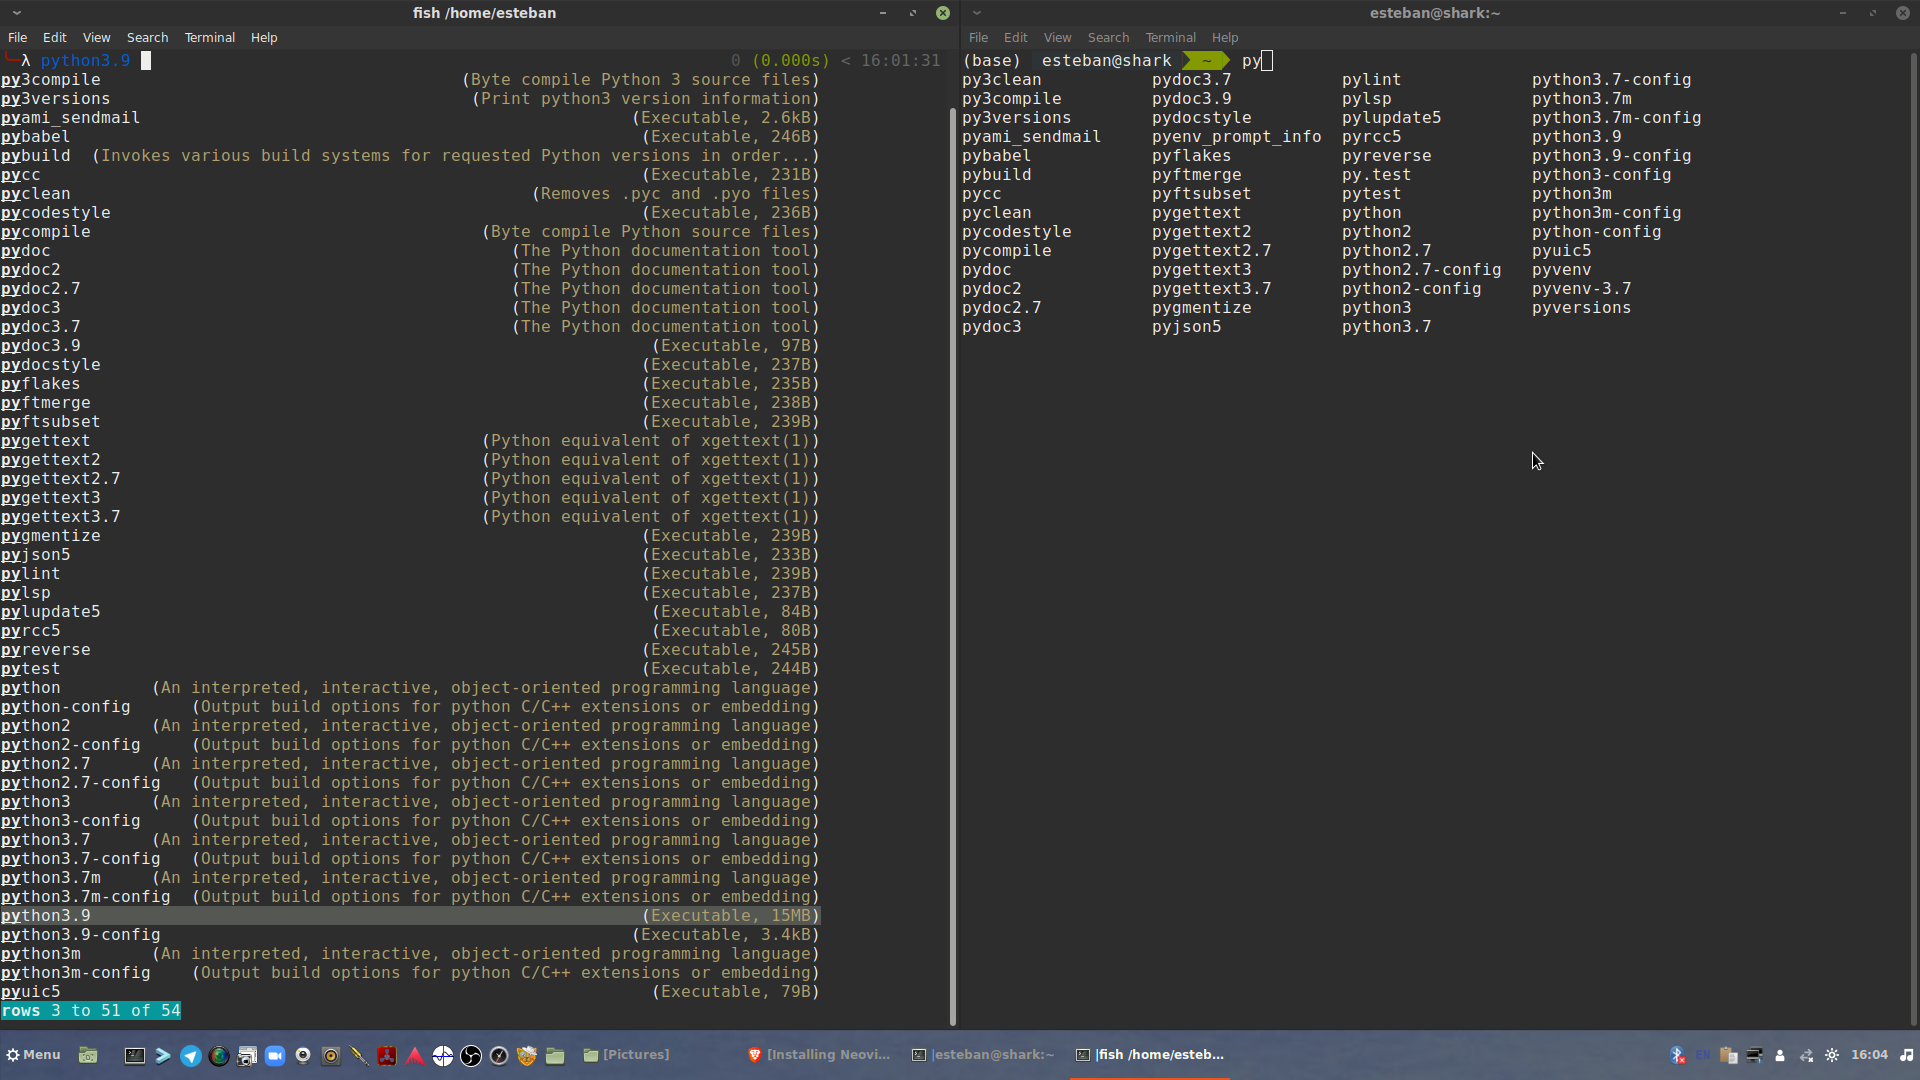 fish /home/esteban
File Edit View Search Terminal Help
λ python3.9 0 (0.000s) < 16:01:31
py3compile (Byte compile Python 3 source files)
py3versions (Print python3 version information)
pyami_sendmail (Executable, 2.6kB)
pybabel (Executable, 246B)
pybuild (Invokes various build systems for requested Python versions in order...)
pycc (Executable, 231B)
pyclean (Removes .pyc and .pyo files)
pycodestyle (Executable, 236B)
pycompile (Byte compile Python source files)
pydoc (The Python documentation tool)
pydoc2 (The Python documentation tool)
pydoc2.7 (The Python documentation tool)
pydoc3 (The Python documentation tool)
pydoc3.7 (The Python documentation tool)
pydoc3.9 (Executable, 97B)
pydocstyle (Executable, 237B)
pyflakes (Executable, 235B)
pyftmerge (Executable, 238B)
pyftsubset (Executable, 239B)
pygettext (Python equivalent of xgettext(1))
pygettext2 (Python equivalent of xgettext(1))
pygettext2.7 (Python equivalent of xgettext(1))
pygettext3 (Python equivalent of xgettext(1))
pygettext3.7 (Python equivalent of xgettext(1))
pygmentize (Executable, 239B)
pyjson5 (Executable, 233B)
pylint (Executable, 239B)
pylsp (Executable, 237B)
pylupdate5 (Executable, 84B)
pyrcc5 (Executable, 80B)
pyreverse (Executable, 245B)
pytest (Executable, 244B)
python (An interpreted, interactive, object-oriented programming language)
python-config (Output build options for python C/C++ extensions or embedding)
python2 (An interpreted, interactive, object-oriented programming language)
python2-config (Output build options for python C/C++ extensions or embedding)
python2.7 (An interpreted, interactive, object-oriented programming language)
python2.7-config (Output build options for python C/C++ extensions or embedding)
python3 (An interpreted, interactive, object-oriented programming language)
python3-config (Output build options for python C/C++ extensions or embedding)
python3.7 (An interpreted, interactive, object-oriented programming language)
python3.7-config (Output build options for python C/C++ extensions or embedding)
python3.7m (An interpreted, interactive, object-oriented programming language)
python3.7m-config (Output build options for python C/C++ extensions or embedding)
python3.9 (Executable, 15MB)
python3.9-config (Executable, 3.4kB)
python3m (An interpreted, interactive, object-oriented programming language)
python3m-config (Output build options for python C/C++ extensions or embedding)
pyuic5 (Executable, 79B)
rows 3 to 51 of 54
esteban@shark:~
File Edit View Search Terminal Help
(base) esteban@shark ~ py
py3clean pydoc3.7 pylint python3.7-config
py3compile pydoc3.9 pylsp python3.7m
py3versions pydocstyle pylupdate5 python3.7m-config
pyami_sendmail pyenv_prompt_info pyrcc5 python3.9
pybabel pyflakes pyreverse python3.9-config
pybuild pyftmerge py.test python3-config
pycc pyftsubset pytest python3m
pyclean pygettext python python3m-config
pycodestyle pygettext2 python2 python-config
pycompile pygettext2.7 python2.7 pyuic5
pydoc pygettext3 python2.7-config pyvenv
pydoc2 pygettext3.7 python2-config pyvenv-3.7
pydoc2.7 pygmentize python3 pyversions
pydoc3 pyjson5 python3.7
Menu [Pictures] [Installing Neovi... |esteban@shark:~ |fish /home/esteb... EN 16:04